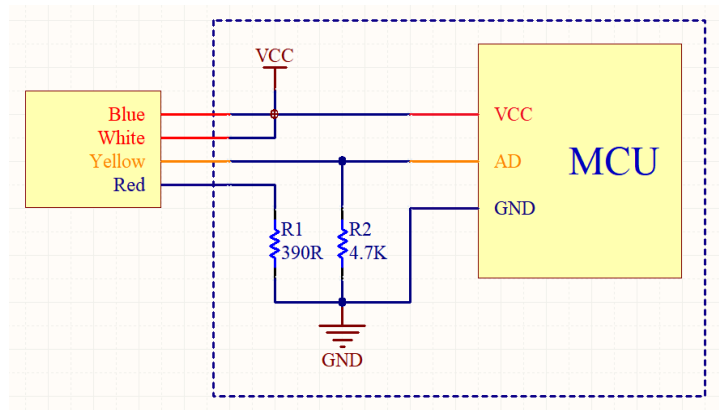 VCC
Blue
White
Yellow
Red
VCC
AD
GND
MCU
R1
390R
R2
4.7K
GND